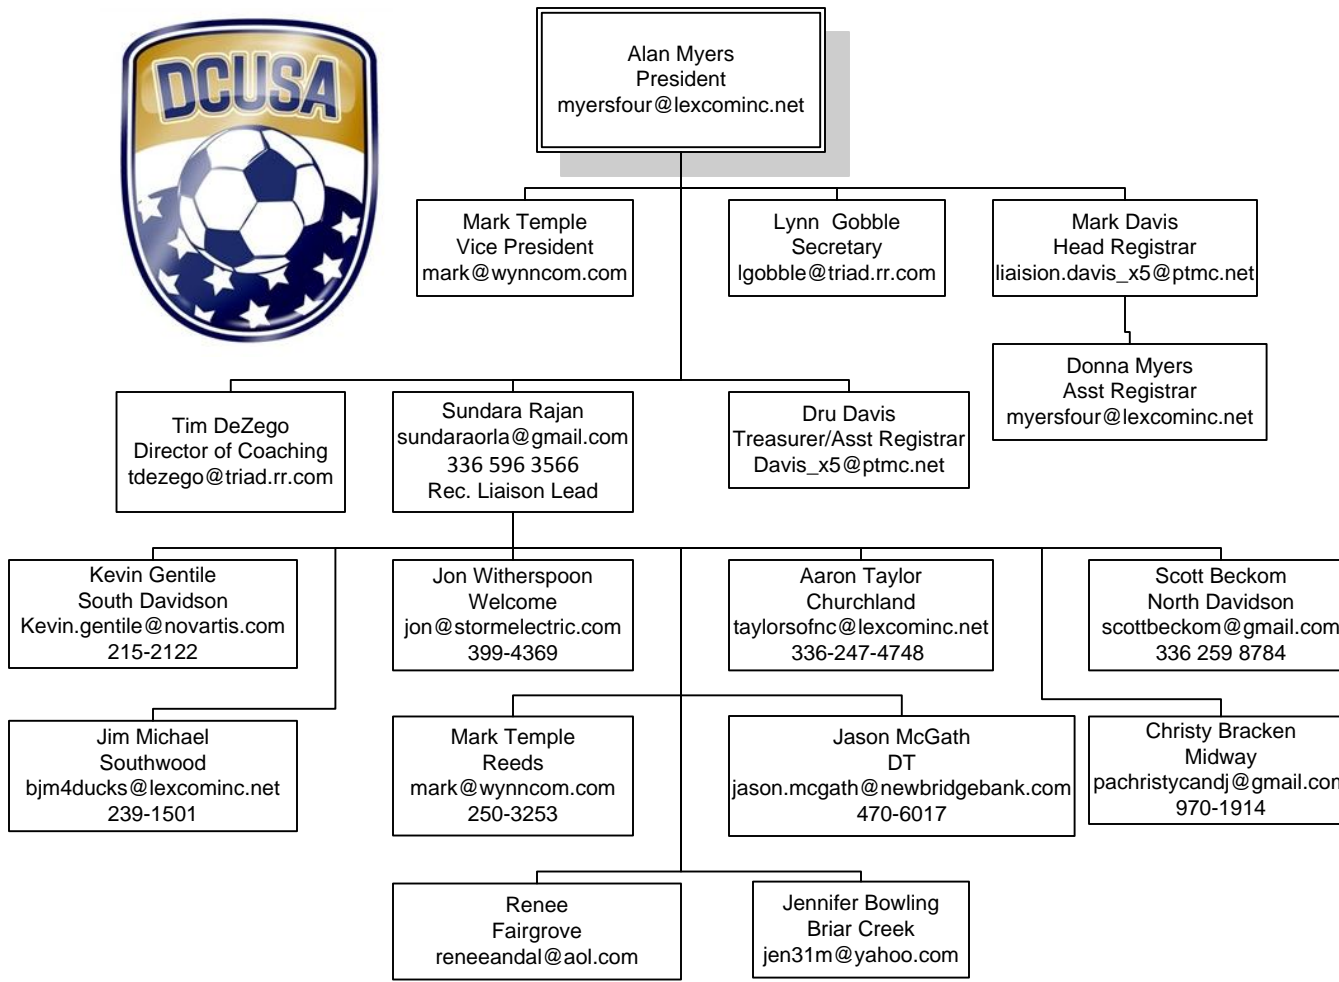 DCUSA
Alan Myers
President
myersfour@lexcominc.net
Mark Temple
Vice President
mark@wynncom.com
Lynn  Gobble
Secretary
lgobble@triad.rr.com
Mark Davis
Head Registrar
liaision.davis_x5@ptmc.net
Donna Myers
Asst Registrar
myersfour@lexcominc.net
Tim DeZego
Director of Coaching
tdezego@triad.rr.com
Sundara Rajan
sundaraorla@gmail.com
336 596 3566
Rec. Liaison Lead
Dru Davis
Treasurer/Asst Registrar
Davis_x5@ptmc.net
Kevin Gentile
South Davidson
Kevin.gentile@novartis.com
215-2122
Jon Witherspoon
Welcome
jon@stormelectric.com
399-4369
Aaron Taylor
Churchland
taylorsofnc@lexcominc.net
336-247-4748
Scott Beckom
North Davidson
scottbeckom@gmail.com
336 259 8784
Jim Michael
Southwood
bjm4ducks@lexcominc.net
239-1501
Mark Temple
Reeds
mark@wynncom.com
250-3253
Jason McGath
DT
jason.mcgath@newbridgebank.com
470-6017
Christy Bracken
Midway
pachristycandj@gmail.com
970-1914
Renee
Fairgrove
reneeandal@aol.com
Jennifer Bowling
Briar Creek
jen31m@yahoo.com